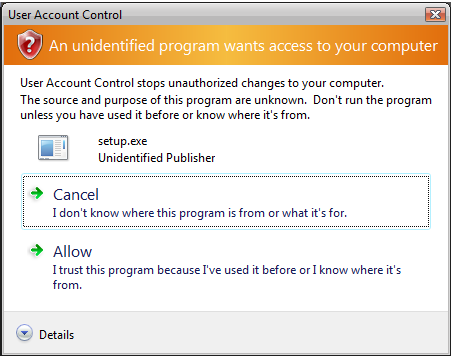 User Account Control
An unidentified program wants access to your computer
User Account Control stops unauthorized changes to your computer.
The source and purpose of this program are unknown.  Don't run the program
unless you have used it before or know where it's from.
setup.exe
Unidentified Publisher
Cancel
I don't know where this program is from or what it's for.
Allow
I trust this program because I've used it before or I know where it's
from.
Details